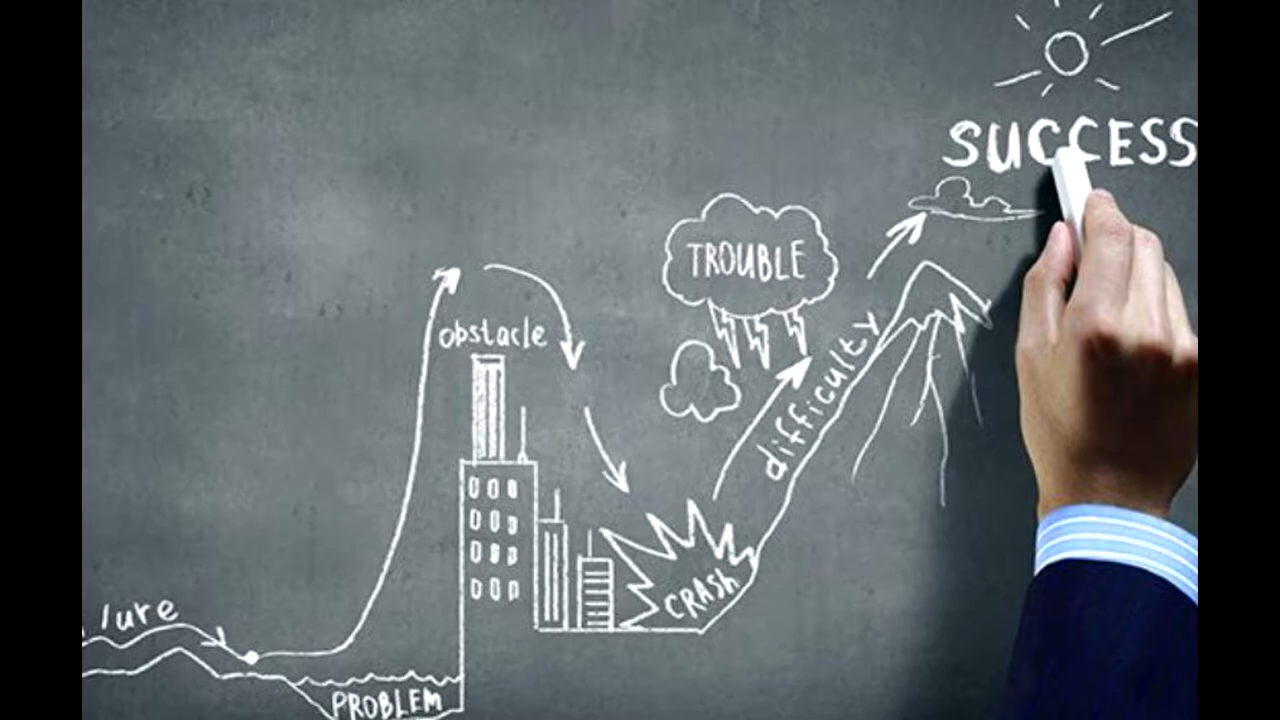 SUCCESS
TROUBLE
obstacle
difficulty
CRASH
lure
PROBLEM